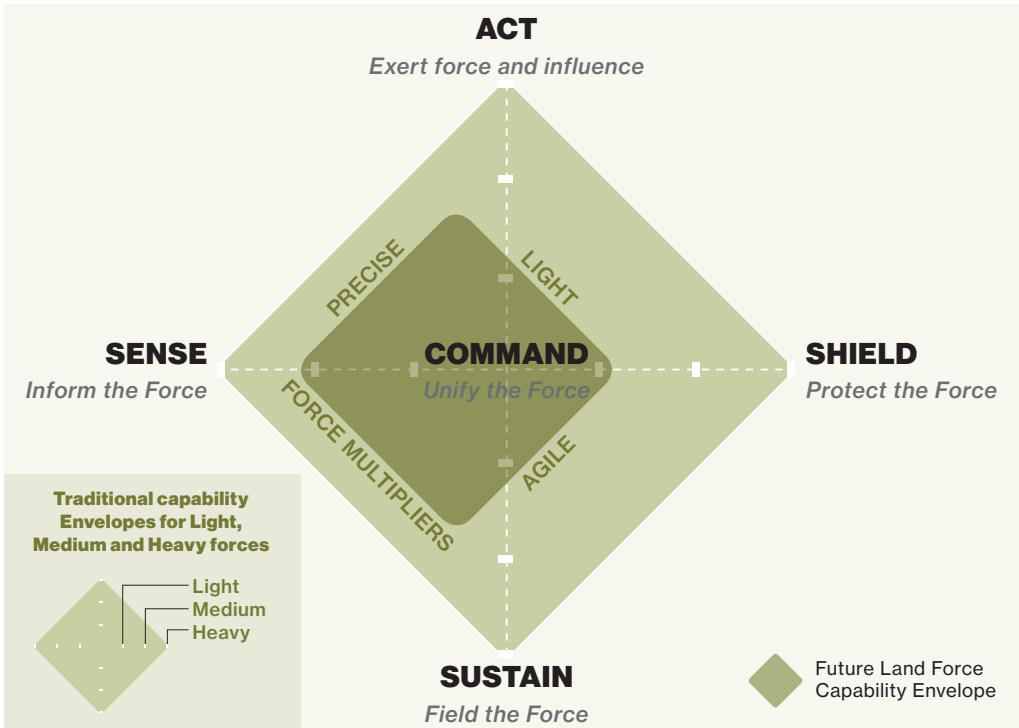 ACT
Exert force and influence
PRECISE
LIGHT
SENSE
Inform the Force
COMMAND
Unify the Force
SHIELD
Protect the Force
FORCE MULTIPLIERS
AGILE
Traditional capability
Envelopes for Light,
Medium and Heavy forces
Light
Medium
Heavy
SUSTAIN
Field the Force
Future Land Force
Capability Envelope